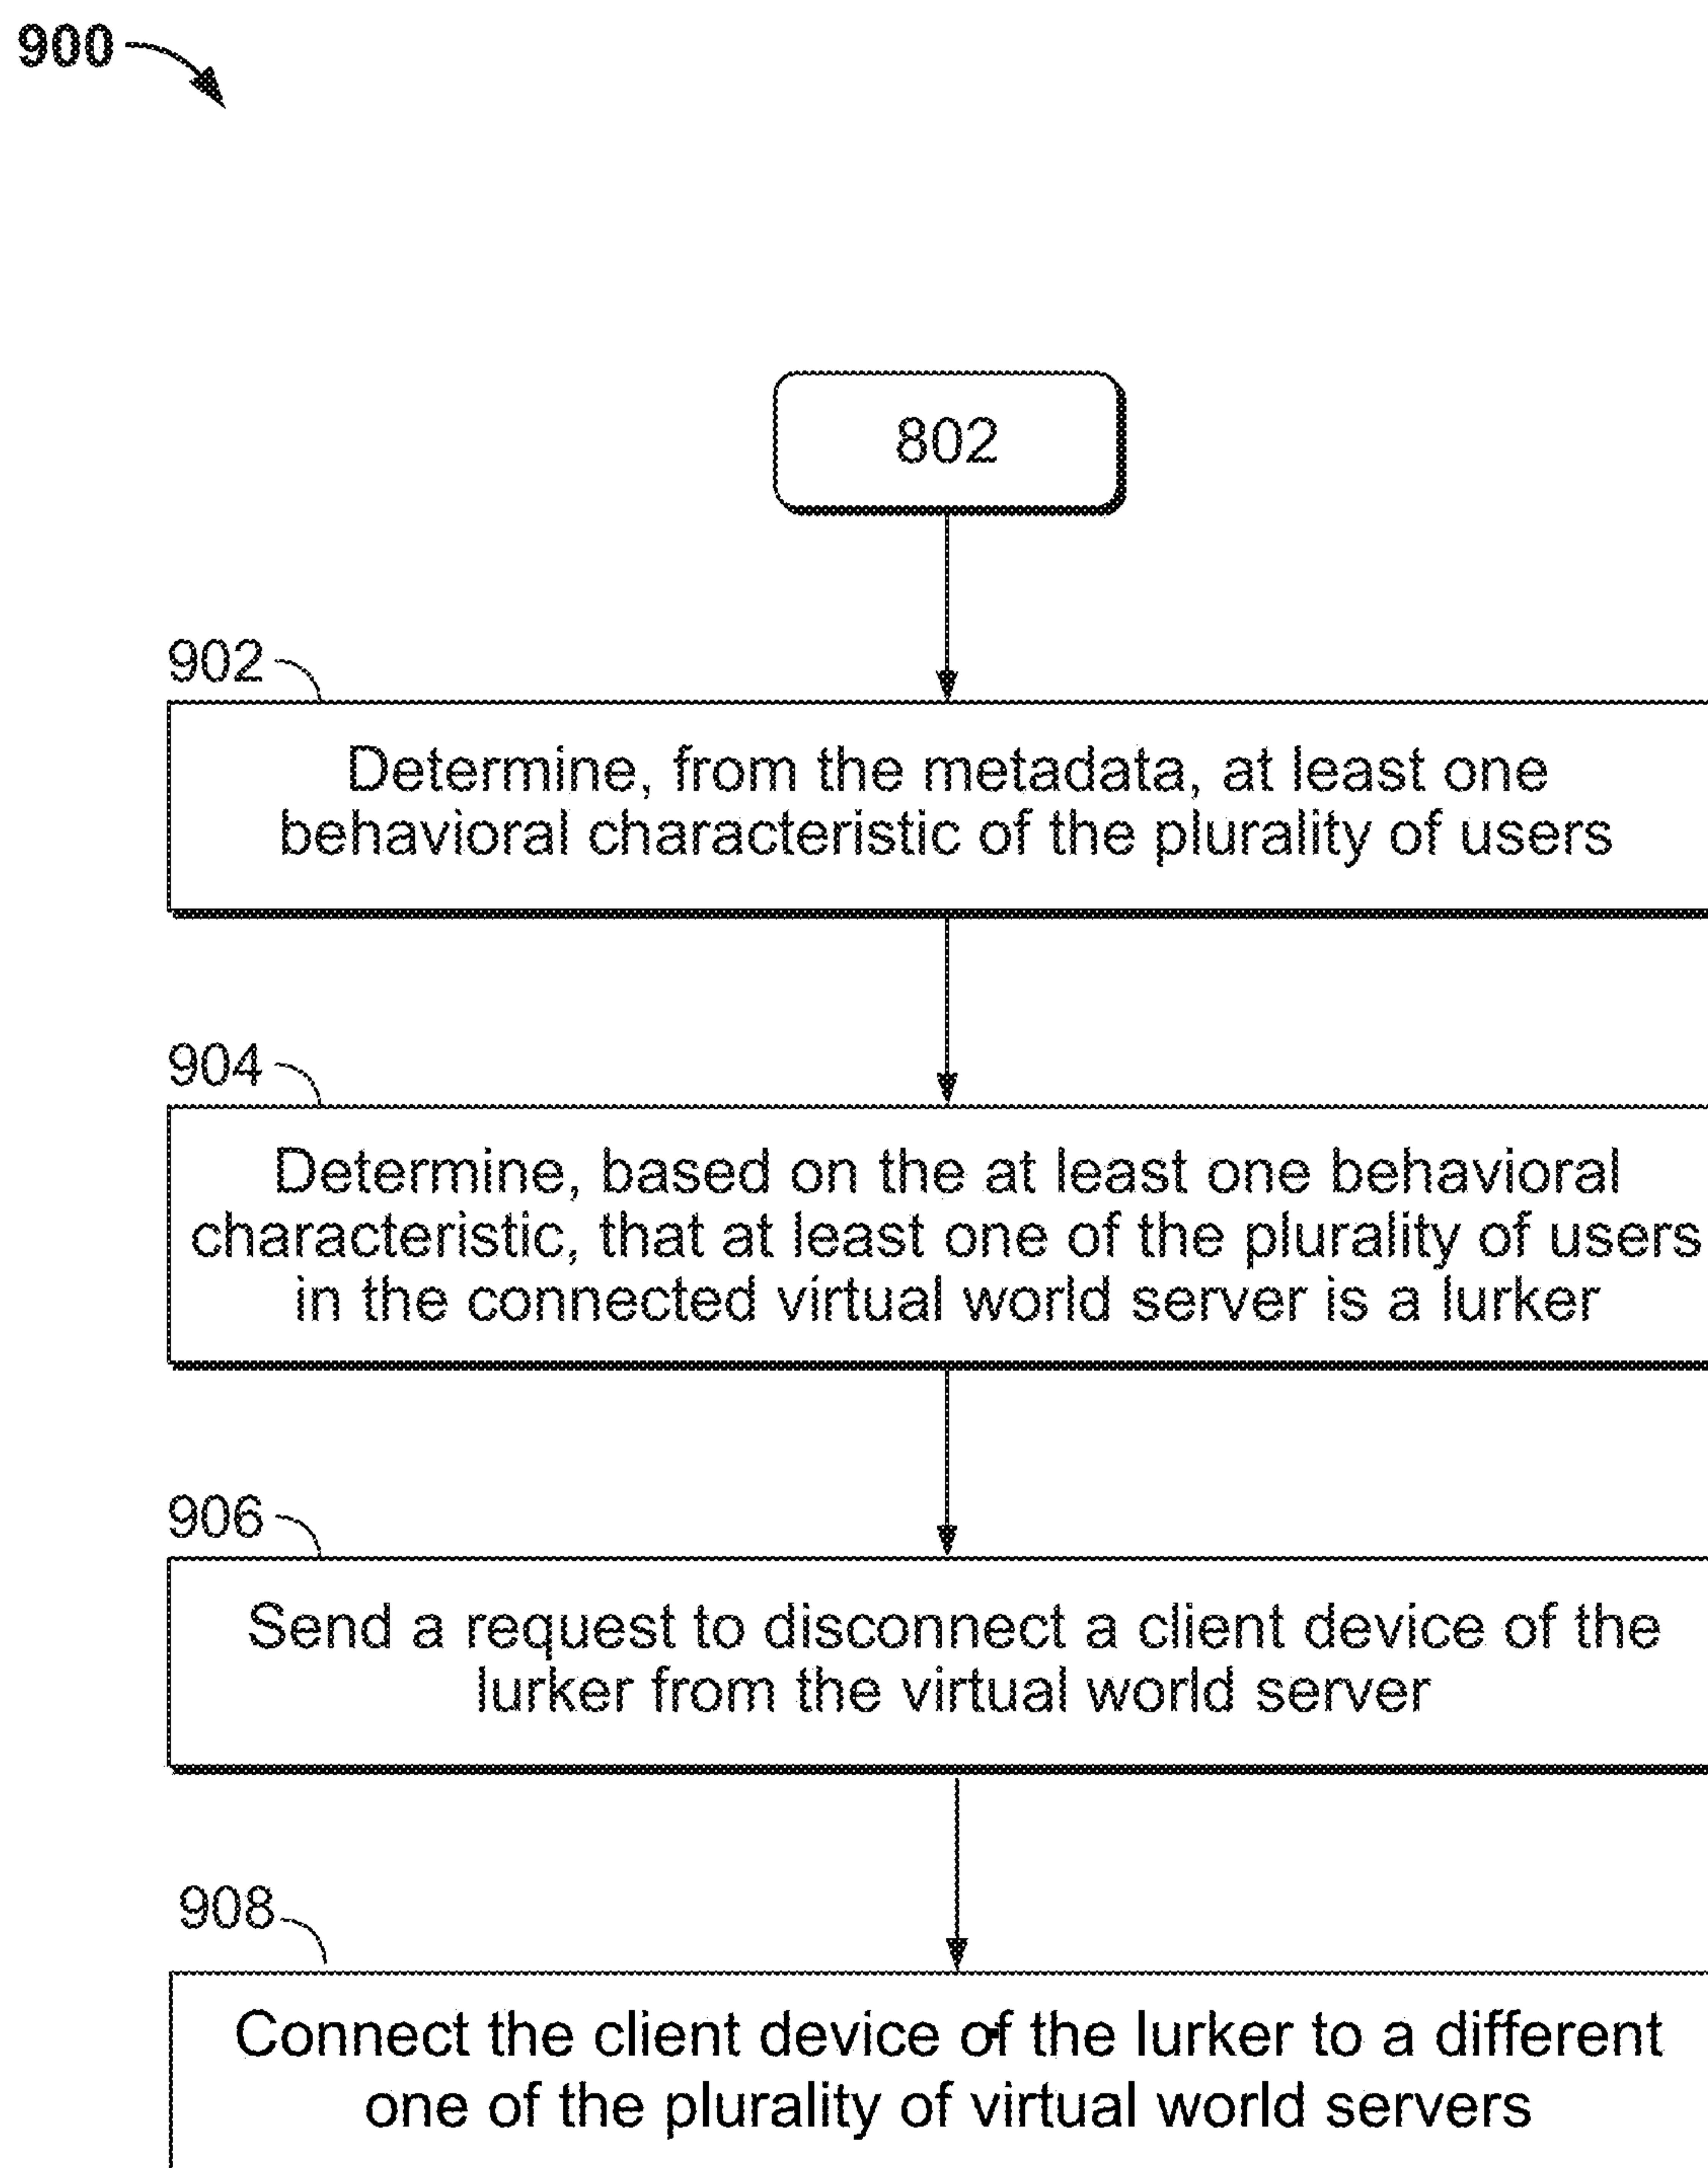 900
802
902
Determine, from the metadata, at least one
behavioral characteristic of the plurality of users
904
Determine, based on the at least one behavioral
characteristic, that at least one of the plurality of users
in the connected virtual world server is a lurker
906
Send a request to disconnect a client device of the
lurker from the virtual world server
908
Connect the client device of the lurker to a different
one of the plurality of virtual world servers